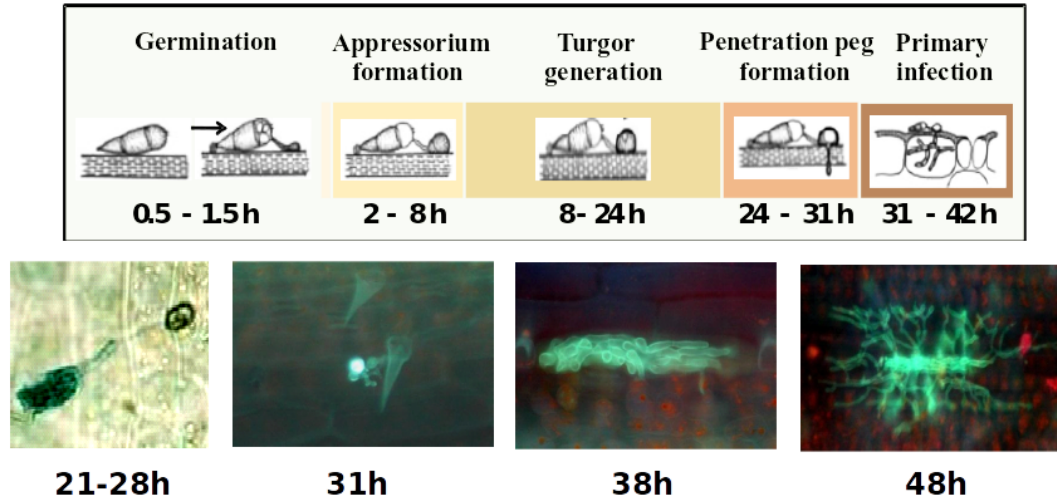 Germination
Appressorium
formation
Turgor
generation
Penetration peg
formation
Primary
infection
0.5 - 1.5h
2 - 8h
8- 24h
24 - 31h
31 - 42h
21-28h
31h
38h
48h